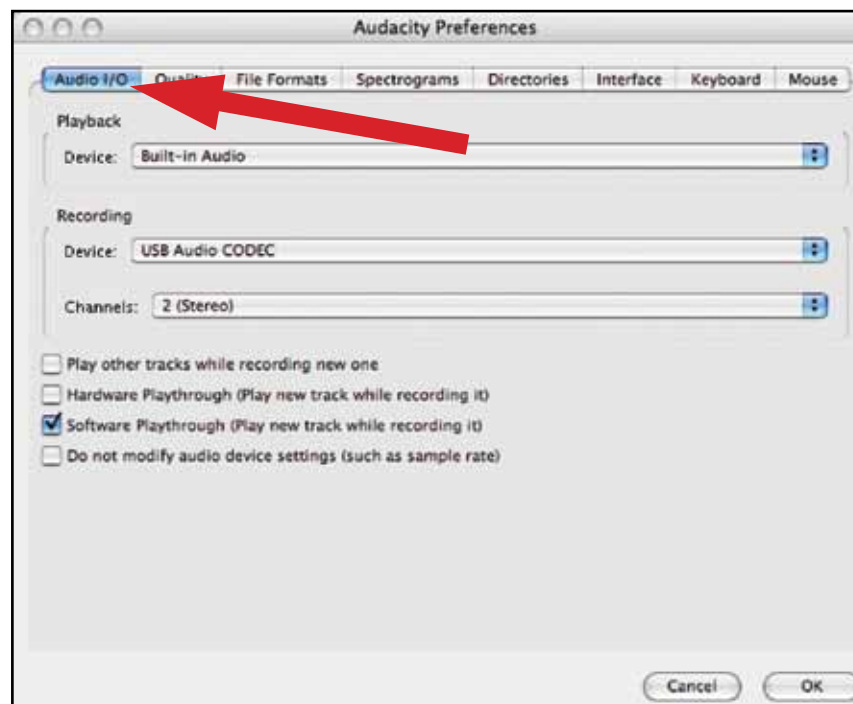 Audacity Preferences
Audio I/O Quality File Formats Spectrograms Directories Interface Keyboard Mouse
Playback
Device: Built-in Audio
Recording
Device: USB Audio CODEC
Channels: 2 (Stereo)
Play other tracks while recording new one
Hardware Playthrough (Play new track while recording it)
Software Playthrough (Play new track while recording it)
Do not modify audio device settings (such as sample rate)
Cancel OK